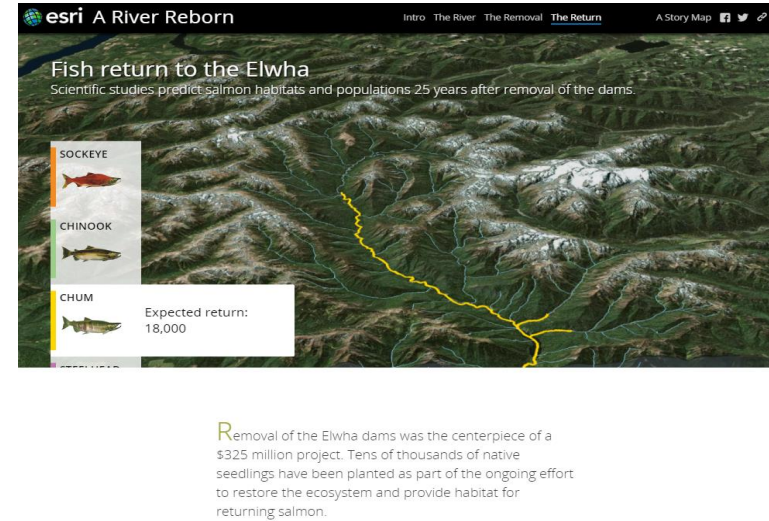 esri A River Reborn
Intro The River The Removal The Return
A Story Map
Fish return to the Elwha
Scientific studies predict salmon habitats and populations 25 years after removal of the dams.
SOCKEYE
CHINOOK
CHUM
Expected return:
18,000
STEELHEAD
Removal of the Elwha dams was the centerpiece of a
$325 million project. Tens of thousands of native
seedlings have been planted as part of the ongoing effort
to restore the ecosystem and provide habitat for
returning salmon.